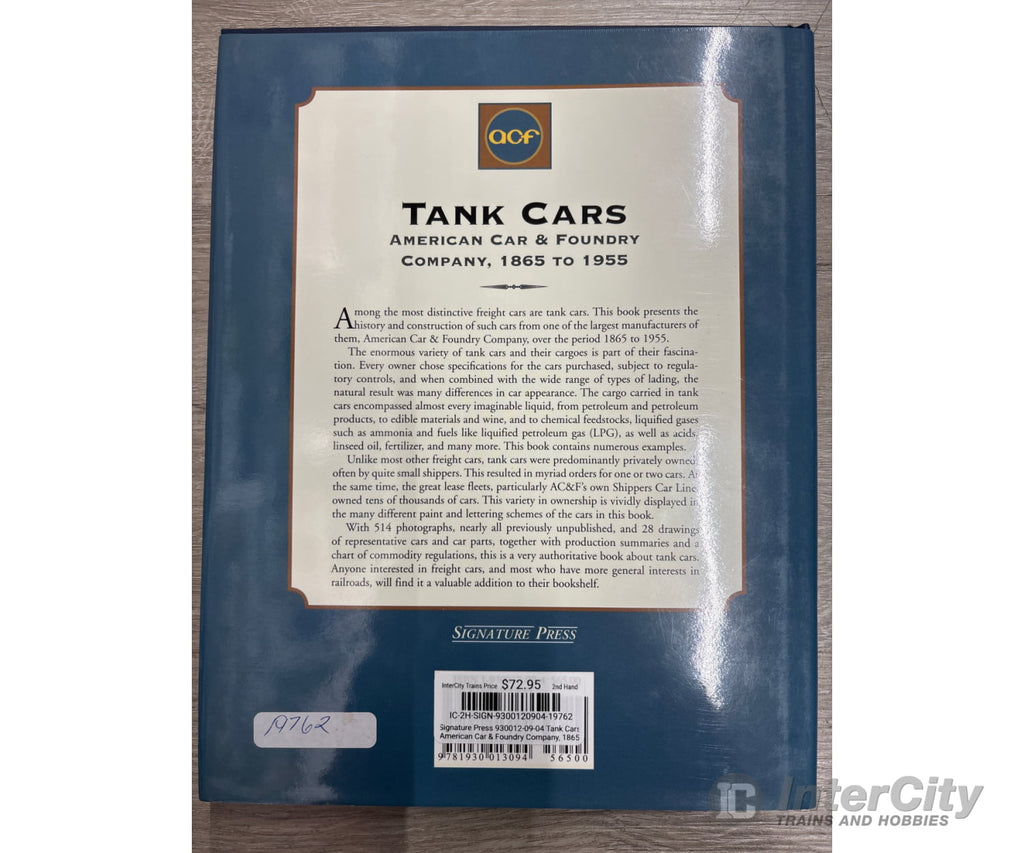 acf
TANK CARS
AMERICAN CAR & FOUNDRY
COMPANY, 1865 TO 1955
Among the most distinctive freight cars are tank cars. This book presents the
history and construction of such cars from one of the largest manufacturers of
them, American Car & Foundry Company, over the period 1865 to 1955.
The enormous variety of tank cars and their cargoes is part of their fascina-
tion. Every owner chose specifications for the cars purchased, subject to regula-
tory controls, and when combined with the wide range of types of lading, the
natural result was many differences in car appearance. The cargo carried in tank
cars encompassed almost every imaginable liquid, from petroleum and petroleum
products, to edible materials and wine, and to chemical feedstocks, liquified gases
such as ammonia and fuels like liquified petroleum gas (LPG), as well as acids,
linseed oil, fertilizer, and many more. This book contains numerous examples.
Unlike most other freight cars, tank cars were predominantly privately owned,
often by quite small shippers. This resulted in myriad orders for one or two cars. At
the same time, the great lease fleets, particularly AC&F's own Shippers Car Line,
owned tens of thousands of cars. This variety in ownership is vividly displayed in
the many different paint and lettering schemes of the cars in this book.
With 514 photographs, nearly all previously unpublished, and 28 drawings
of representative cars and car parts, together with production summaries and a
chart of commodity regulations, this is a very authoritative book about tank cars.
Anyone interested in freight cars, and most who have more general interests in
railroads, will find it a valuable addition to their bookshelf.
SIGNATURE PRESS
InterCity Trains Price $72.95 2nd Hand
IC-2H-SIGN-9300120904-19762
Signature Press 930012-09-04 Tank Cars
American Car & Foundry Company, 1865
9 781930 013094 56500
19762
IC InterCity
TRAINS AND HOBBIES